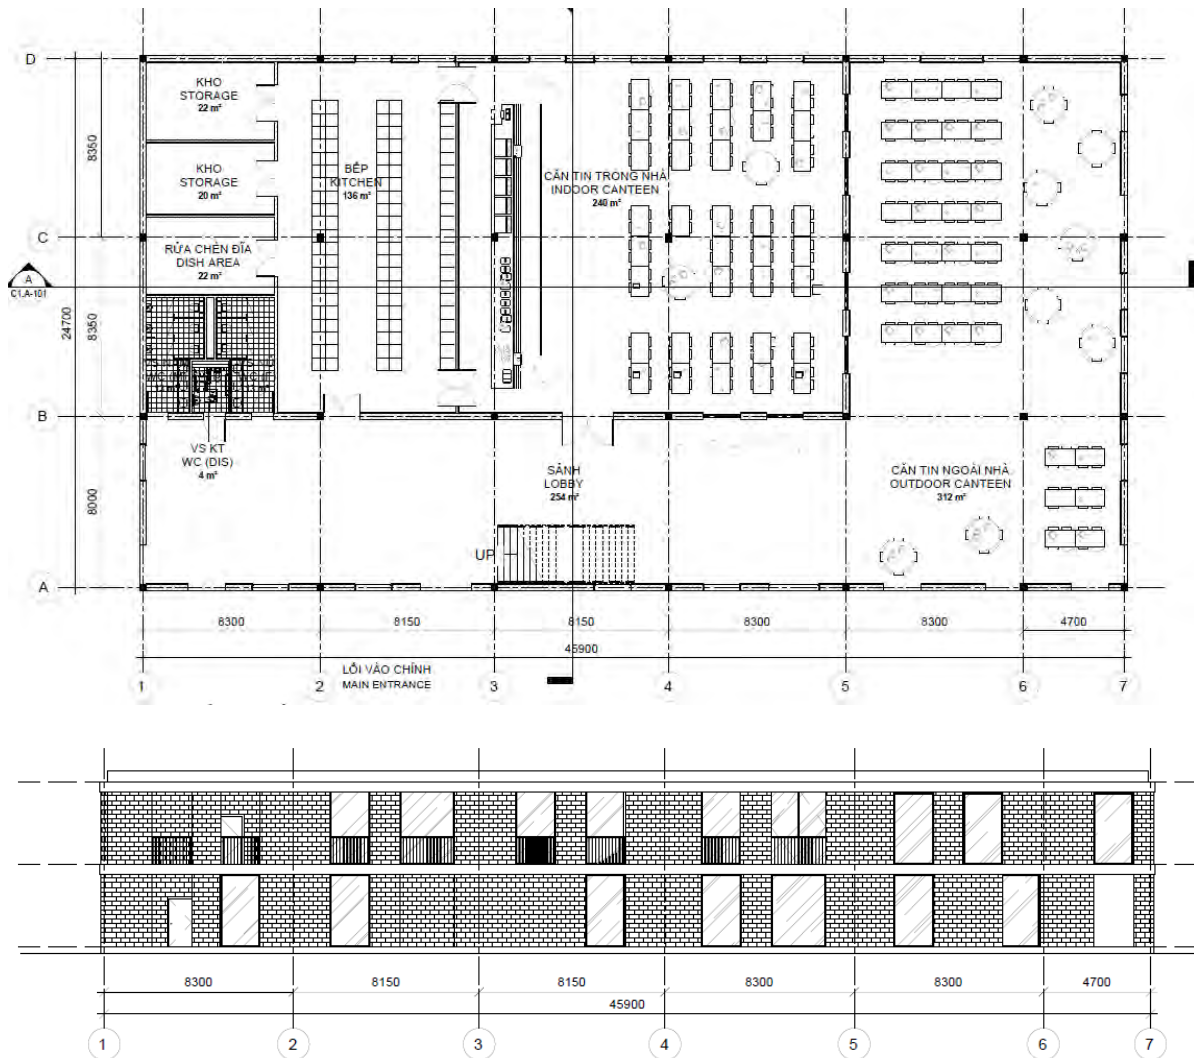 D
KHO
STORAGE
22 m²
8350
KHO
STORAGE
20 m²
BẾP
KITCHEN
136 m²
CĂN TIN TRONG NHÀ
INDOOR CANTEEN
240 m²
C
RỬA CHÉN DĨA
DISH AREA
22 m²
A
C1.A-101
24700
8350
B
VS KT
WC (DIS)
4 m²
SẢNH
LOBBY
254 m²
CĂN TIN NGOÀI NHÀ
OUTDOOR CANTEEN
312 m²
8000
UP
A
8300
8150
8150
8300
8300
4700
45900
LỐI VÀO CHÍNH
MAIN ENTRANCE
1
2
3
4
5
6
7
8300
8150
8150
8300
8300
4700
45900
1
2
3
4
5
6
7